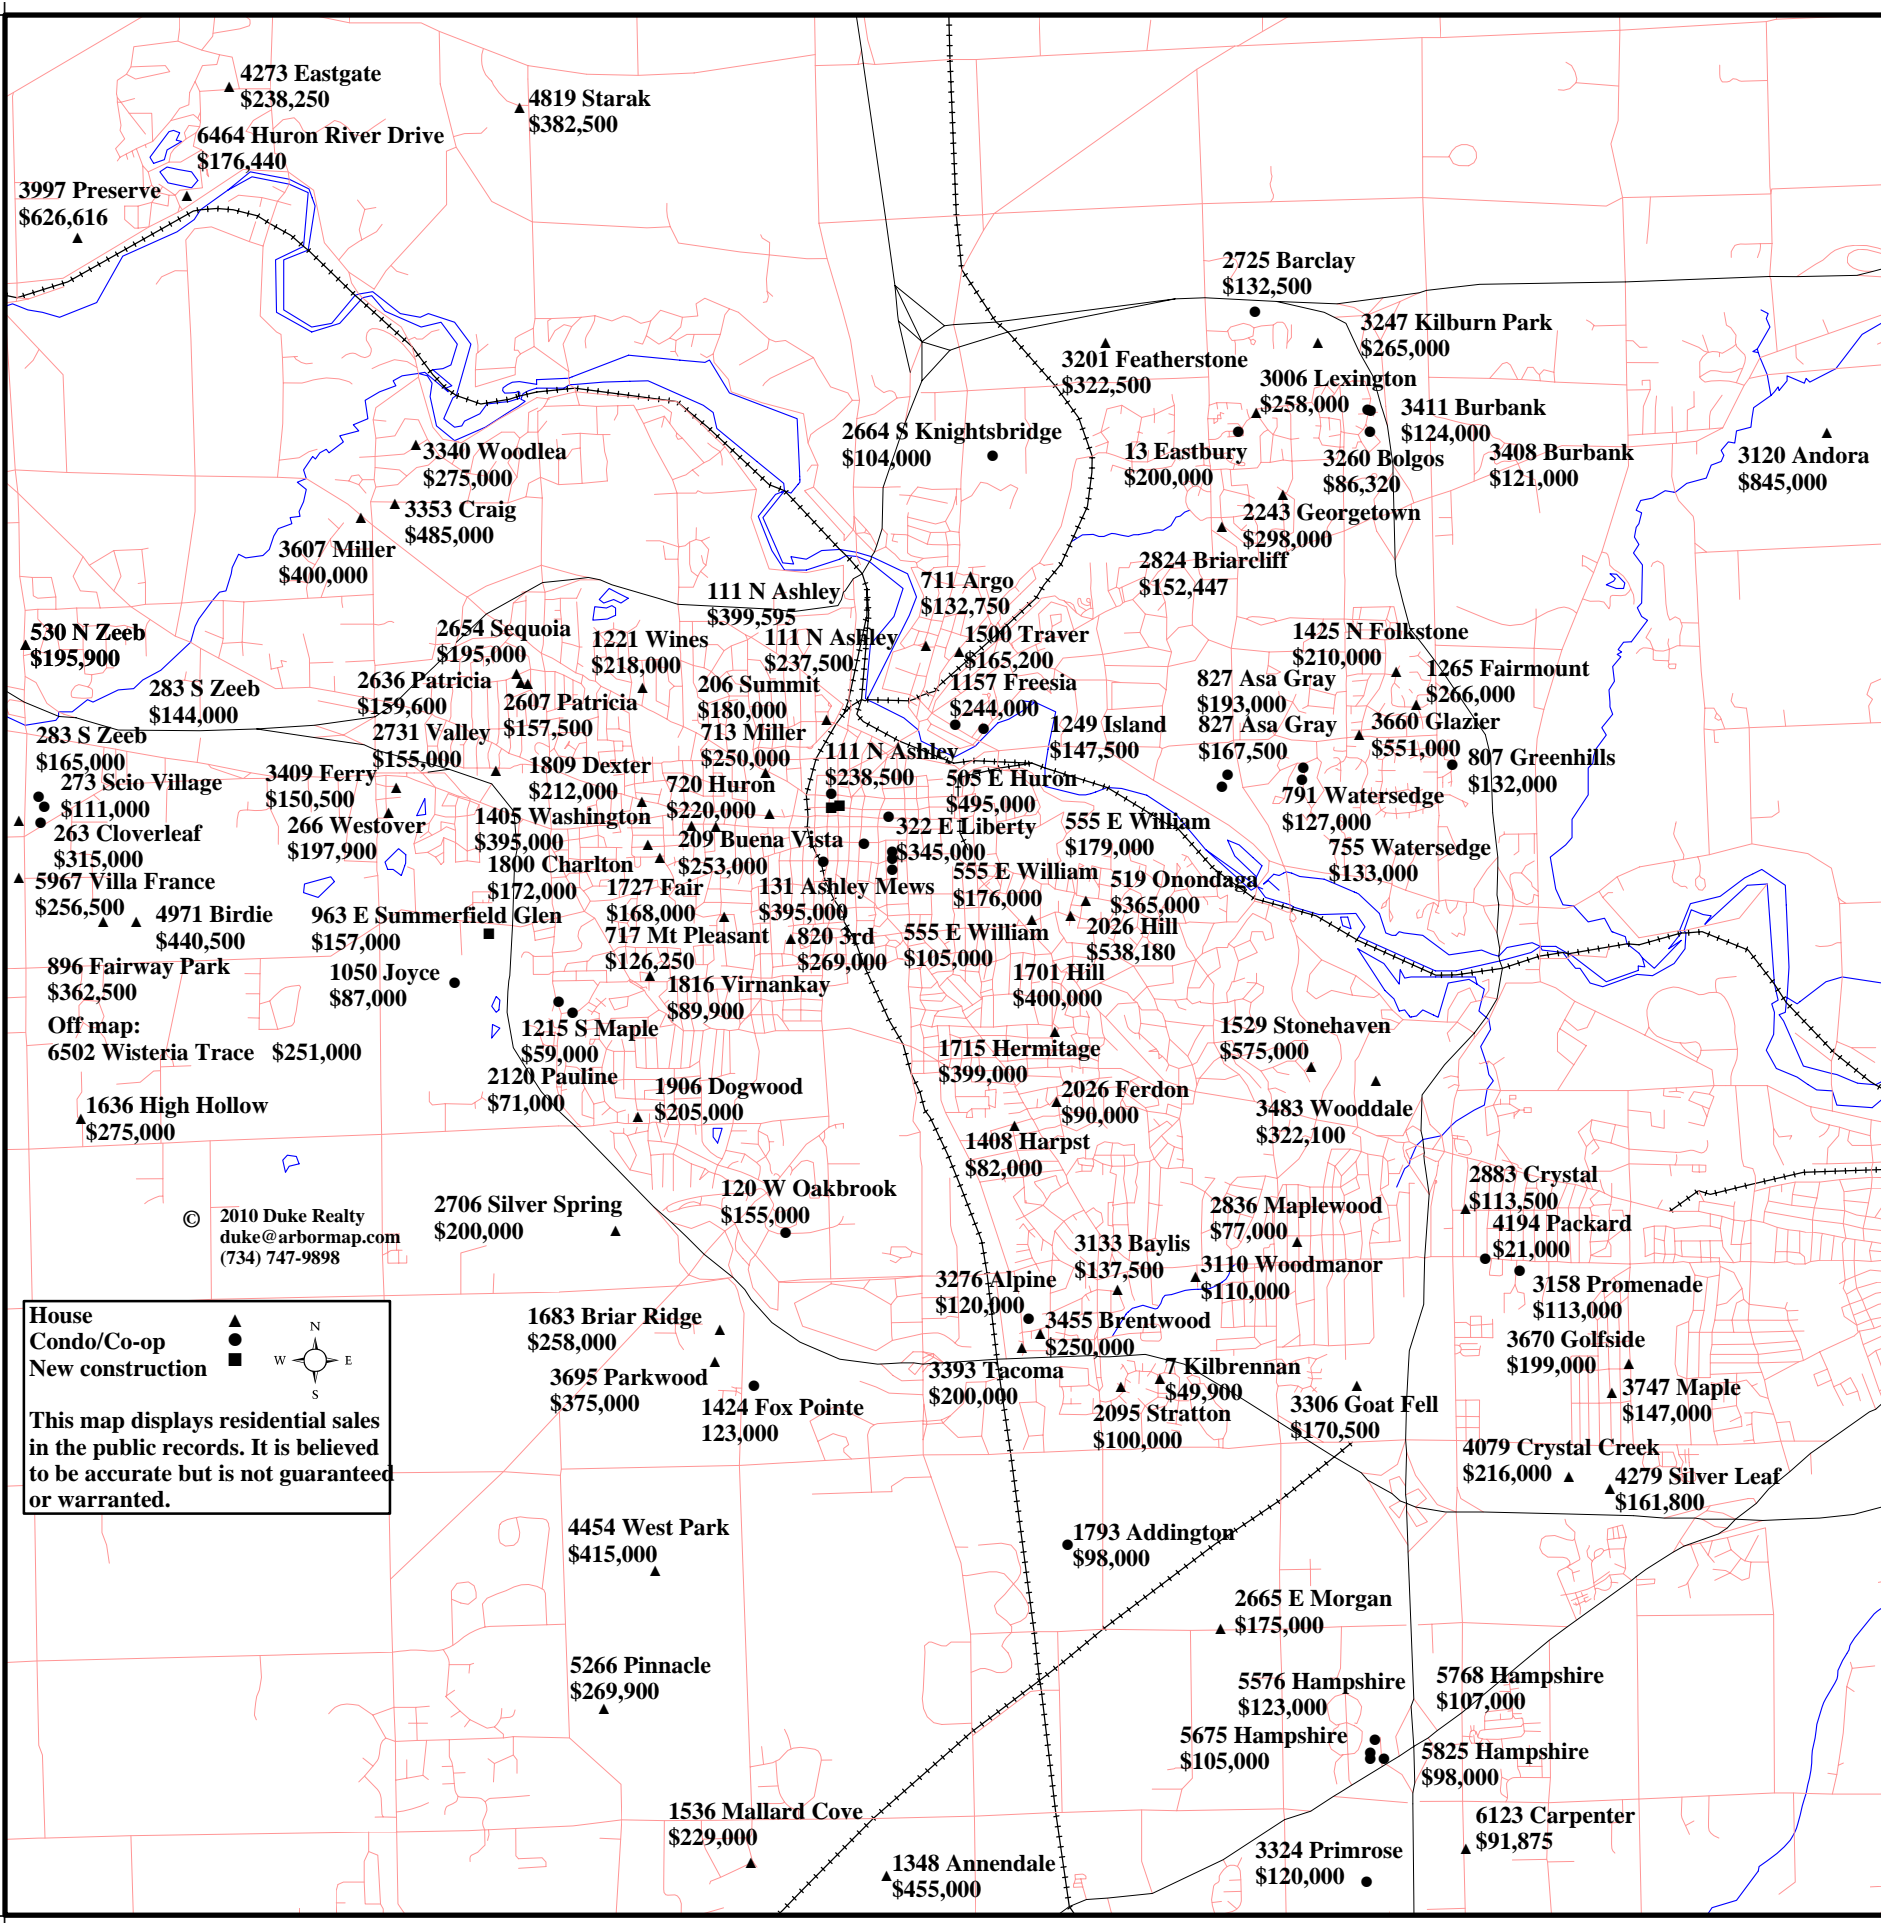 4273 Eastgate
$238,250
4819 Starak
$382,500
6464 Huron River Drive
$176,440
3997 Preserve
$626,616
2725 Barclay
$132,500
3247 Kilburn Park
$265,000
3201 Featherstone
$322,500
3006 Lexington
$258,000
3411 Burbank
$124,000
2664 S Knightsbridge
$104,000
13 Eastbury
$200,000
3260 Bolgos
$86,320
3408 Burbank
$121,000
3120 Andora
$845,000
3340 Woodlea
$275,000
3353 Craig
$485,000
3607 Miller
$400,000
2243 Georgetown
$298,000
2824 Briarcliff
$152,447
111 N Ashley
$399,595
711 Argo
$132,750
530 N Zeeb
$195,900
2654 Sequoia
$195,000
1221 Wines
$218,000
111 N Ashley
$237,500
1500 Traver
$165,200
1425 N Folkstone
$210,000
1265 Fairmount
$266,000
283 S Zeeb
$144,000
2636 Patricia
$159,600
2607 Patricia
$157,500
206 Summit
$180,000
1157 Freesia
$244,000
827 Asa Gray
$193,000
827 Asa Gray
$167,500
3660 Glazier
$551,000
283 S Zeeb
$165,000
2731 Valley
$155,000
713 Miller
$250,000
111 N Ashley
$238,500
1249 Island
$147,500
807 Greenhills
$132,000
273 Scio Village
$111,000
3409 Ferry
$150,500
1809 Dexter
$212,000
720 Huron
$220,000
505 E Huron
$495,000
791 Watersedge
$127,000
263 Cloverleaf
$315,000
266 Westover
$197,900
1405 Washington
$395,000
209 Buena Vista
$253,000
322 E Liberty
$345,000
555 E William
$179,000
755 Watersedge
$133,000
5967 Villa France
$256,500
1800 Charlton
$172,000
1727 Fair
$168,000
131 Ashley Mews
$395,000
555 E William
$176,000
519 Onondaga
$365,000
4971 Birdie
$440,500
963 E Summerfield Glen
$157,000
717 Mt Pleasant
$126,250
820 3rd
$269,000
555 E William
$105,000
2026 Hill
$538,180
896 Fairway Park
$362,500
1050 Joyce
$87,000
1816 Virnankay
$89,900
1701 Hill
$400,000
Off map:
6502 Wisteria Trace $251,000
1215 S Maple
$59,000
1715 Hermitage
$399,000
1529 Stonehaven
$575,000
2120 Pauline
$71,000
1906 Dogwood
$205,000
2026 Ferdon
$90,000
3483 Wooddale
$322,100
1636 High Hollow
$275,000
1408 Harpst
$82,000
2706 Silver Spring
$200,000
120 W Oakbrook
$155,000
2836 Maplewood
$77,000
2883 Crystal
$113,500
4194 Packard
$21,000
© 2010 Duke Realty
duke@arbormap.com
(734) 747-9898
3133 Baylis
$137,500
3110 Woodmanor
$110,000
3276 Alpine
$120,000
3158 Promenade
$113,000
House
Condo/Co-op
New construction
N
W E
S
This map displays residential sales
in the public records. It is believed
to be accurate but is not guaranteed
or warranted.
1683 Briar Ridge
$258,000
3455 Brentwood
$250,000
3670 Golfside
$199,000
3695 Parkwood
$375,000
3393 Tacoma
$200,000
7 Kilbrennan
$49,900
3747 Maple
$147,000
1424 Fox Pointe
123,000
2095 Stratton
$100,000
3306 Goat Fell
$170,500
4079 Crystal Creek
$216,000
4279 Silver Leaf
$161,800
4454 West Park
$415,000
1793 Addington
$98,000
2665 E Morgan
$175,000
5266 Pinnacle
$269,900
5576 Hampshire
$123,000
5768 Hampshire
$107,000
5675 Hampshire
$105,000
5825 Hampshire
$98,000
1536 Mallard Cove
$229,000
6123 Carpenter
$91,875
1348 Annendale
$455,000
3324 Primrose
$120,000